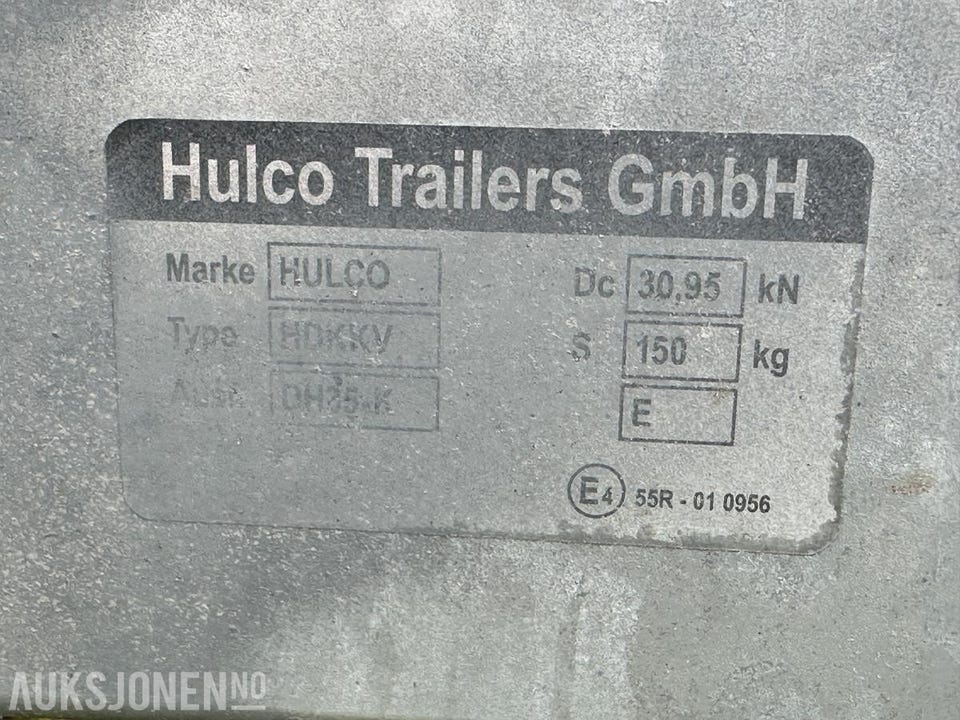 Hulco Trailers GmbH
Marke HULCO Dc 30,95 kN
Type HDKKV S 150 kg
E
E4 55R - 01 0956
AUKSJONEN NO